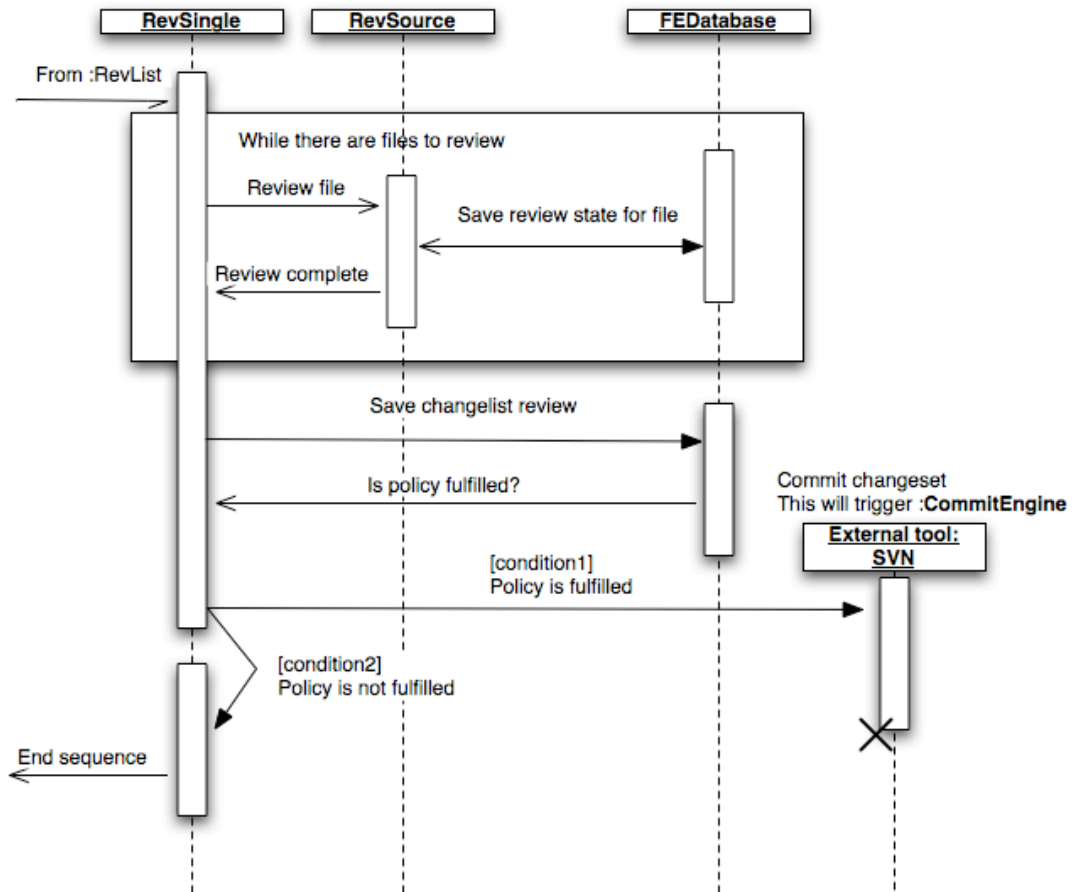 RevSingle
RevSource
FEDatabase
From :RevList
While there are files to review
Review file
Save review state for file
Review complete
Save changelist review
Is policy fulfilled?
Commit changeset
This will trigger :CommitEngine
External tool:
SVN
[condition1]
Policy is fulfilled
[condition2]
Policy is not fulfilled
End sequence